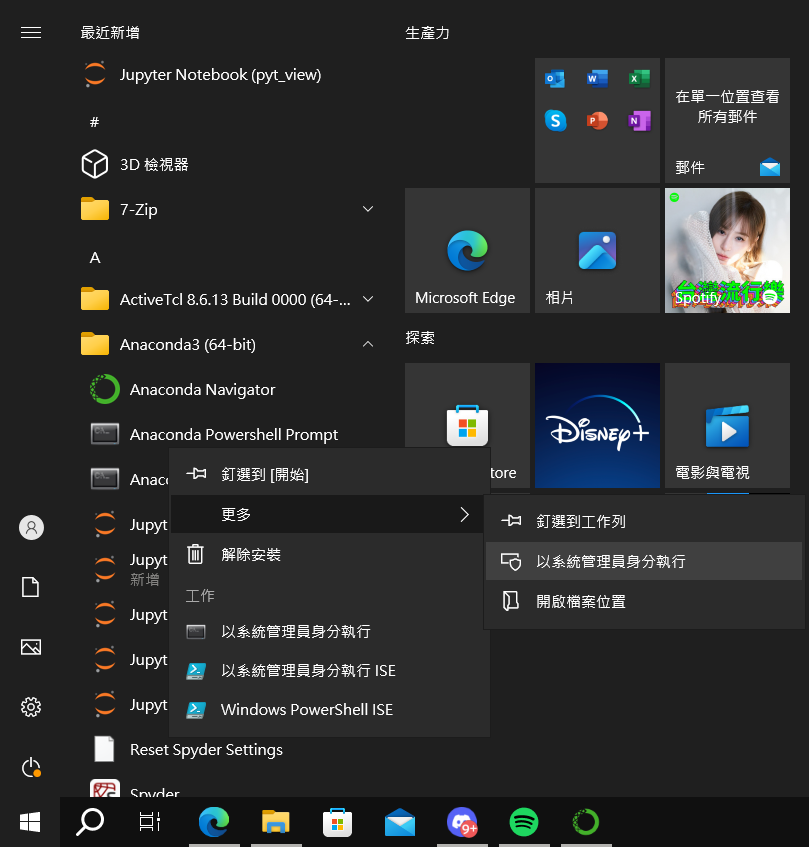 最近新增
Jupyter Notebook (pyt_view)
#
3D 檢視器
7-Zip
A
ActiveTcl 8.6.13 Build 0000 (64-...
Anaconda3 (64-bit)
Anaconda Navigator
Anaconda Powershell Prompt
Anac
Jupyt
Jupyt
新增
Jupyt
Jupyt
Jupyt
Reset Spyder Settings
Spyder
生產力
在單一位置查看
所有郵件
郵件
Microsoft Edge
相片
Spotify
台灣流行樂
探索
tore
Disney+
電影與電視
釘選到 [開始]
更多
解除安裝
工作
以系統管理員身分執行
以系統管理員身分執行 ISE
Windows PowerShell ISE
釘選到工作列
以系統管理員身分執行
開啟檔案位置
9+